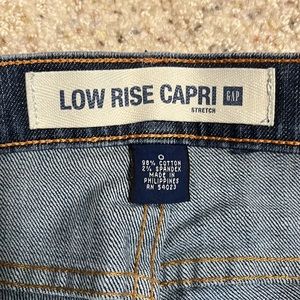 LOW RISE CAPRI GAP
STRETCH
0
98% COTTON
2% SPANDEX
MADE IN
PHILIPPINES
RN 54023